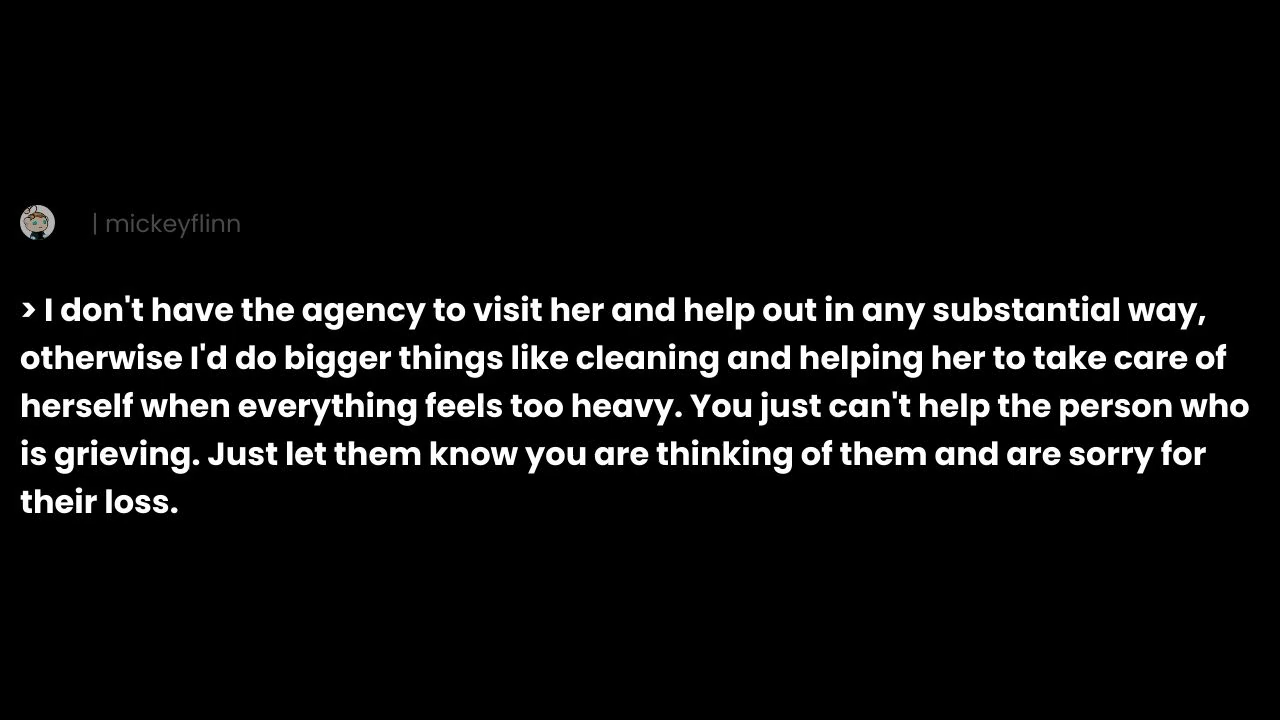 | mickeyflinn
> I don't have the agency to visit her and help out in any substantial way,
otherwise I'd do bigger things like cleaning and helping her to take care of
herself when everything feels too heavy. You just can't help the person who
is grieving. Just let them know you are thinking of them and are sorry for
their loss.